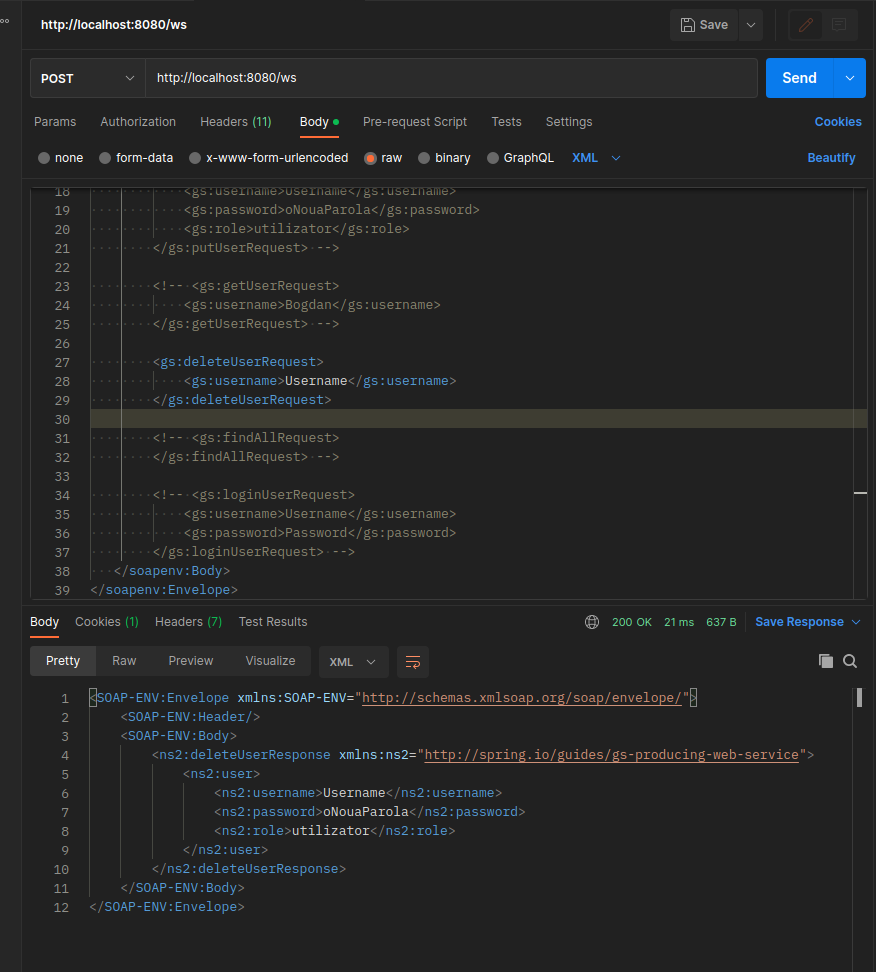 http://localhost:8080/ws
Save
POST
http://localhost:8080/ws
Send
Params Authorization Headers (11) Body Pre-request Script Tests Settings Cookies
none form-data x-www-form-urlencoded raw binary GraphQL XML Beautify
18 <gs:username>Username</gs:username>
19 <gs:password>oNouaParola</gs:password>
20 <gs:role>utilizator</gs:role>
21 </gs:putUserRequest> -->
22
23 <!-- <gs:getUserRequest>
24 <gs:username>Bogdan</gs:username>
25 </gs:getUserRequest> -->
26
27 <gs:deleteUserRequest>
28 <gs:username>Username</gs:username>
29 </gs:deleteUserRequest>
30
31 <!-- <gs:findAllRequest>
32 </gs:findAllRequest> -->
33
34 <!-- <gs:loginUserRequest>
35 <gs:username>Username</gs:username>
36 <gs:password>Password</gs:password>
37 </gs:loginUserRequest> -->
38 </soapenv:Body>
39 </soapenv:Envelope>
Body Cookies (1) Headers (7) Test Results 200 OK 21 ms 637 B Save Response
Pretty Raw Preview Visualize XML
1 <SOAP-ENV:Envelope xmlns:SOAP-ENV="http://schemas.xmlsoap.org/soap/envelope/">
2 <SOAP-ENV:Header/>
3 <SOAP-ENV:Body>
4 <ns2:deleteUserResponse xmlns:ns2="http://spring.io/guides/gs-producing-web-service">
5 <ns2:user>
6 <ns2:username>Username</ns2:username>
7 <ns2:password>oNouaParola</ns2:password>
8 <ns2:role>utilizator</ns2:role>
9 </ns2:user>
10 </ns2:deleteUserResponse>
11 </SOAP-ENV:Body>
12 </SOAP-ENV:Envelope>